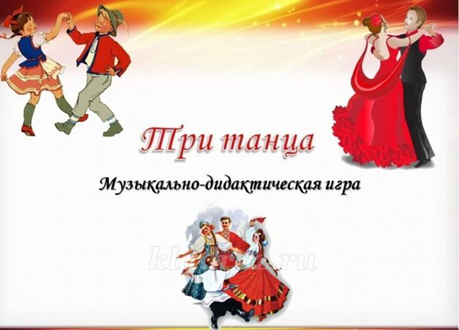 Три танца
Музыкально-дидактическая игра